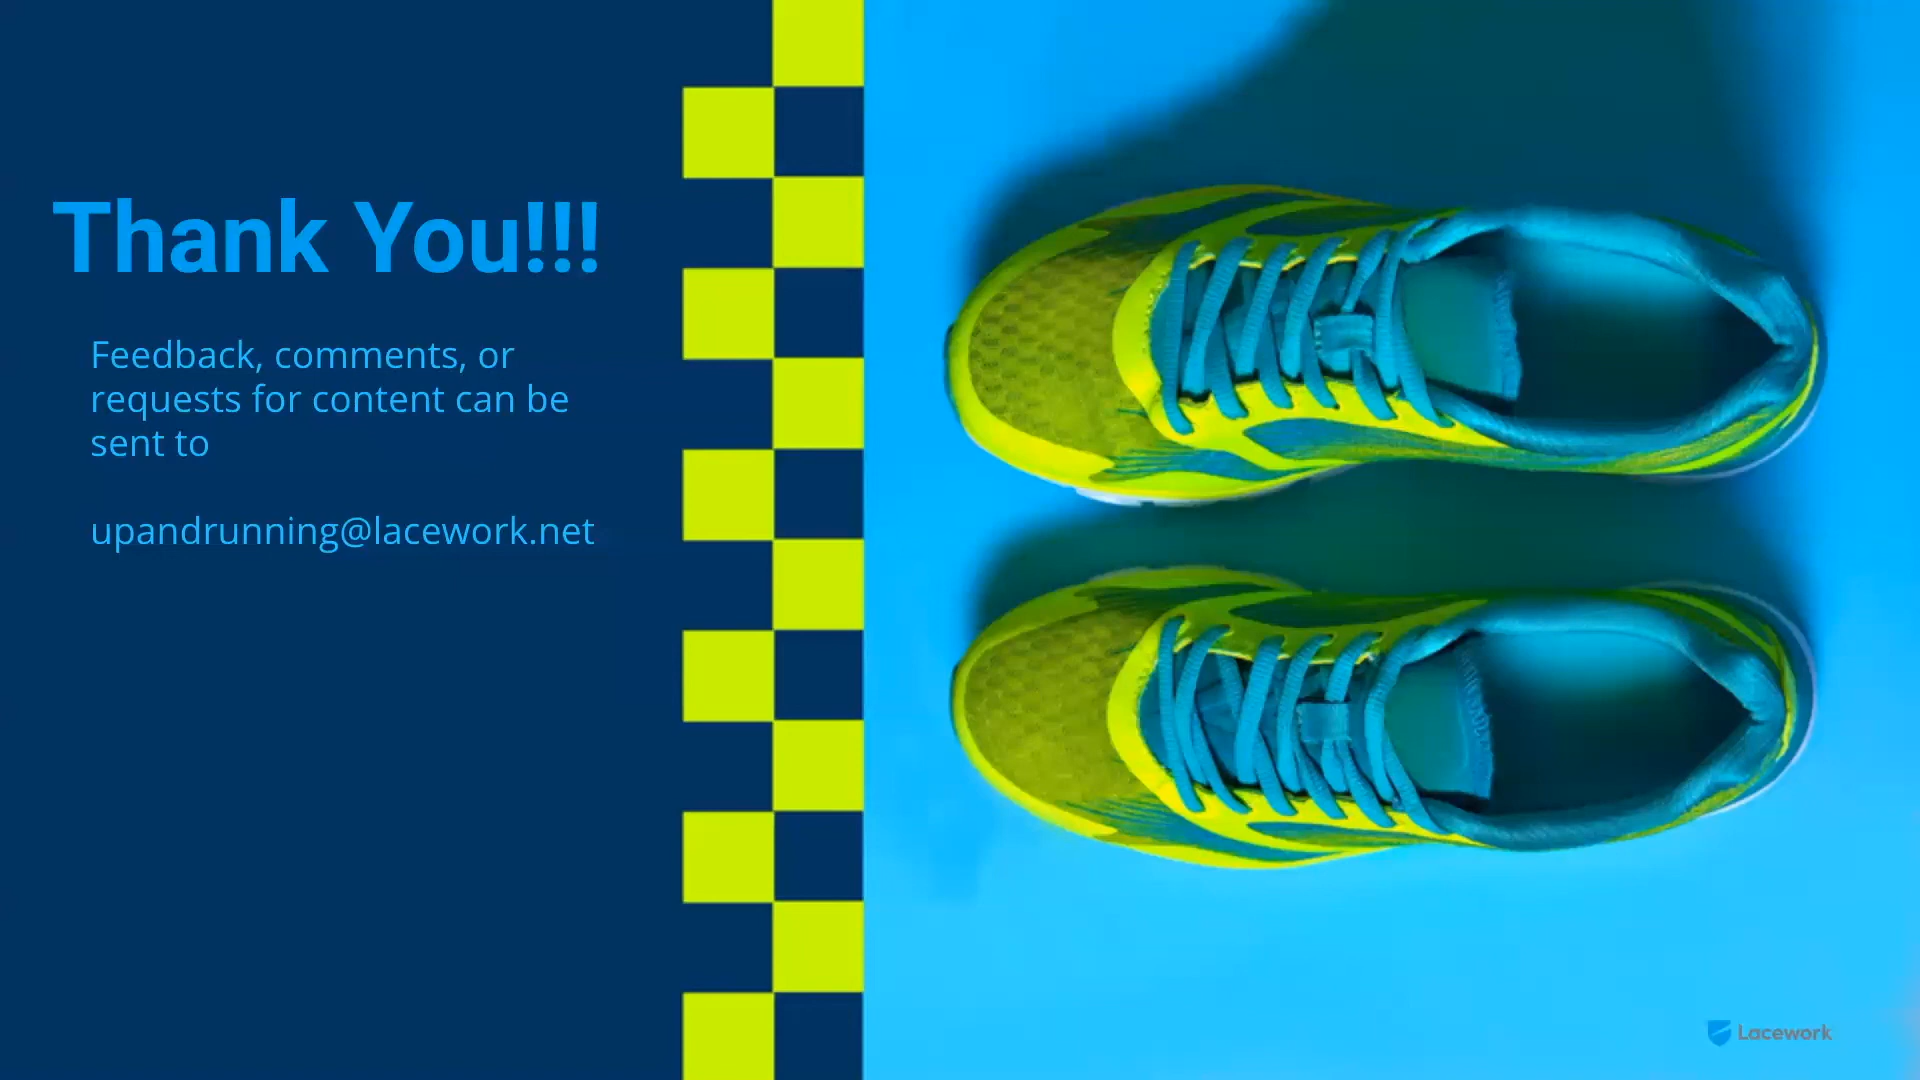 Thank You!!!
Feedback, comments, or
requests for content can be
sent to
upandrunning@lacework.net
Lacework